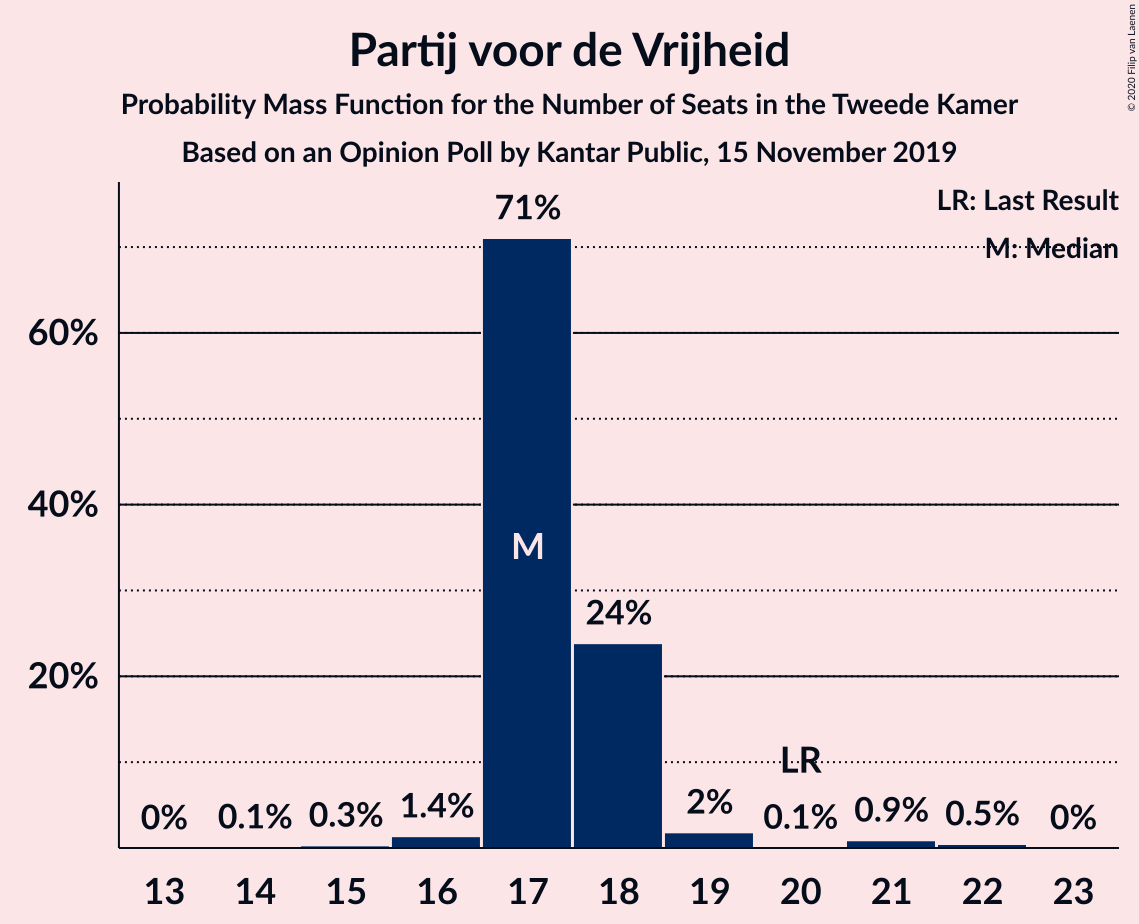 Partij voor de Vrijheid
Probability Mass Function for the Number of Seats in the Tweede Kamer
Based on an Opinion Poll by Kantar Public, 15 November 2019
© 2020 Filip van Laenen
LR: Last Result
M: Median
71%
60%
40%
M
24%
20%
LR
0%
0.1%
0.3%
1.4%
2%
0.1%
0.9%
0.5%
0%
13 14 15 16 17 18 19 20 21 22 23